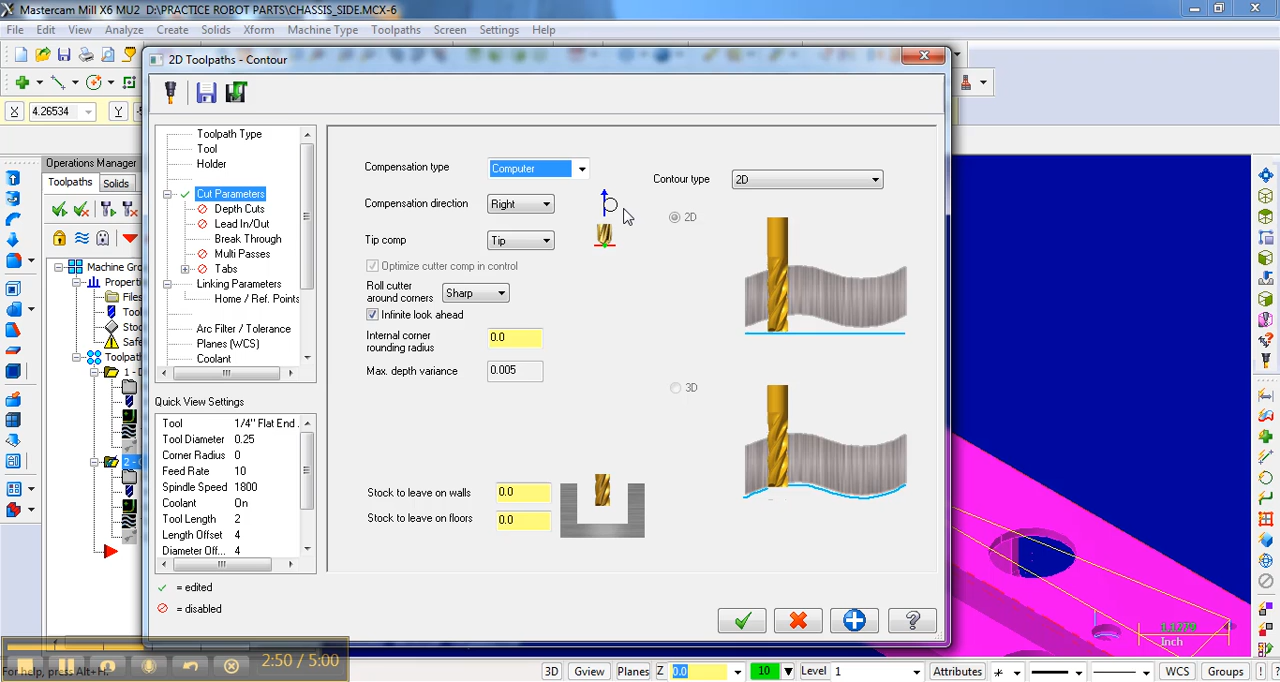 Mastercam Mill X6 MU2 D:\PRACTICE ROBOT PARTS\CHASSIS_SIDE.MCX-6
File Edit View Analyze Create Solids Xform Machine Type Toolpaths Screen Settings Help
2D Toolpaths - Contour
X 4.26534 Y
Operations Manager
Toolpaths Solids
Machine Gro
Properti
Files
Stoc
Safe
Toolpath
1 - D
2 -
Toolpath Type
Tool
Holder
Cut Parameters
Depth Cuts
Lead In/Out
Break Through
Multi Passes
Tabs
Linking Parameters
Home / Ref. Points
Arc Filter / Tolerance
Planes (WCS)
Coolant
Quick View Settings
Tool 1/4" Flat End .
Tool Diameter 0.25
Corner Radius 0
Feed Rate 10
Spindle Speed 1800
Coolant On
Tool Length 2
Length Offset 4
Diameter Off... 4
= edited
= disabled
Compensation type Computer
Compensation direction Right
Tip comp Tip
Optimize cutter comp in control
Roll cutter
around corners Sharp
Infinite look ahead
Internal corner
rounding radius 0.0
Max. depth variance 0.005
Stock to leave on walls 0.0
Stock to leave on floors 0.0
Contour type 2D
2D
3D
1.1279
Inch
2:50 / 5:00
For help, press Alt+H.
3D Gview Planes Z 0.0 10 Level 1 Attributes WCS Groups